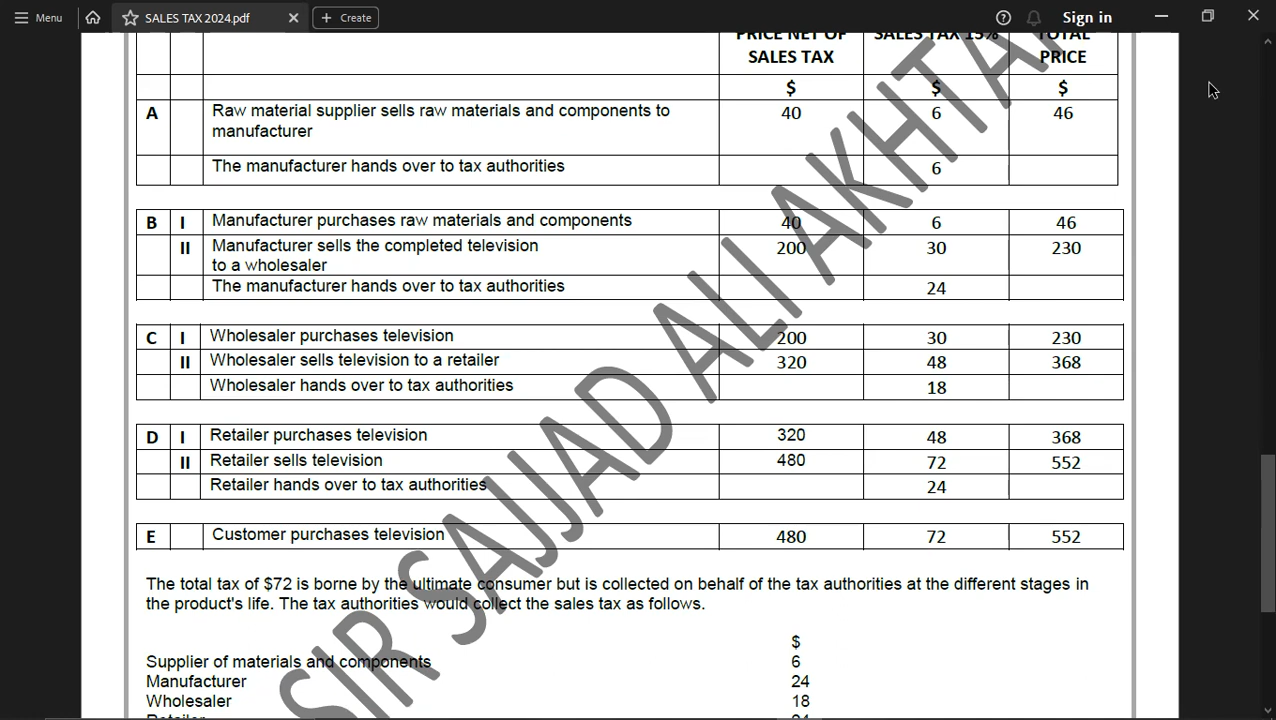 Menu
SALES TAX 2024.pdf
Create
Sign in
PRICE NET OF SALES TAX 15% TOTAL
SALES TAX PRICE
$ $ $
A Raw material supplier sells raw materials and components to 40 6 46
manufacturer
The manufacturer hands over to tax authorities 6
B I Manufacturer purchases raw materials and components 40 6 46
II Manufacturer sells the completed television 200 30 230
to a wholesaler
The manufacturer hands over to tax authorities 24
C I Wholesaler purchases television 200 30 230
II Wholesaler sells television to a retailer 320 48 368
Wholesaler hands over to tax authorities 18
D I Retailer purchases television 320 48 368
II Retailer sells television 480 72 552
Retailer hands over to tax authorities 24
E Customer purchases television 480 72 552
The total tax of $72 is borne by the ultimate consumer but is collected on behalf of the tax authorities at the different stages in
the product's life. The tax authorities would collect the sales tax as follows.
$
Supplier of materials and components 6
Manufacturer 24
Wholesaler 18
Retailer 24
SIR SAJJAD ALI AKHTAR